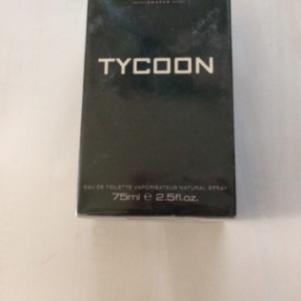 TYCOON
EAU DE TOILETTE VAPORISATEUR NATURAL SPRAY
75ml e 2.5fl.oz.